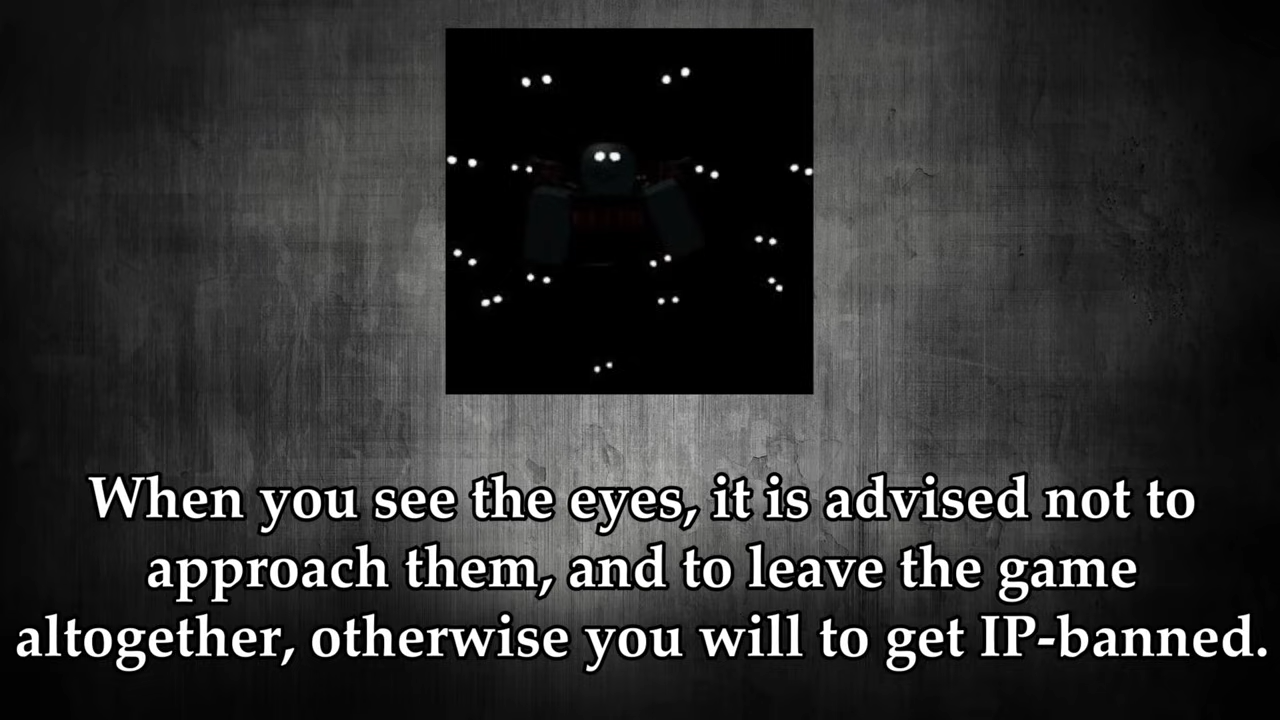 When you see the eyes, it is advised not to
approach them, and to leave the game
altogether, otherwise you will to get IP-banned.